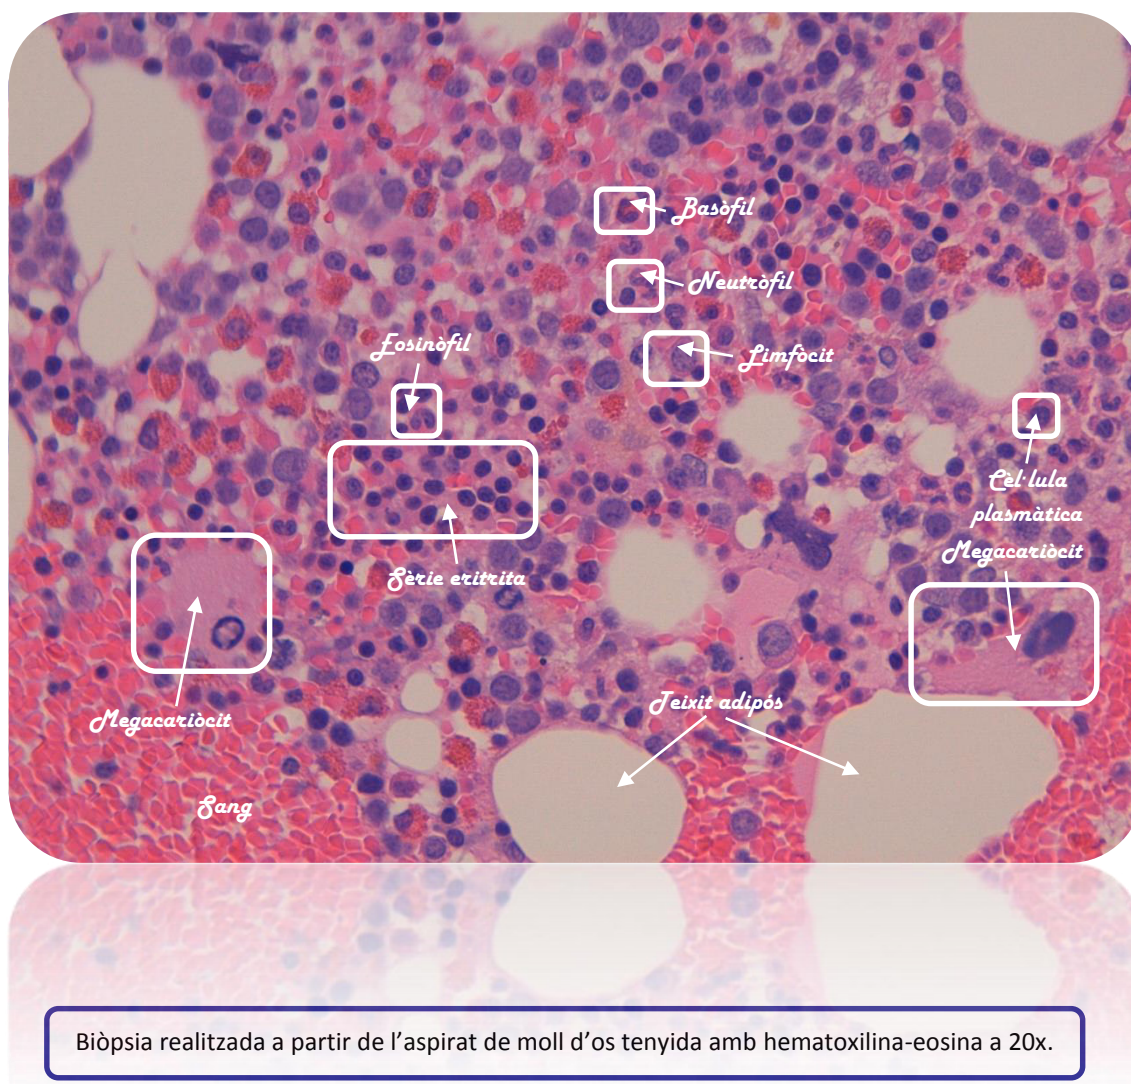 Basòfil
Neutròfil
Eosinòfil
Limfòcit
Cèl·lula
plasmàtica
Megacariòcit
Sèrie eritrita
Megacariòcit
Teixit adipós
Sang
Biòpsia realitzada a partir de l’aspirat de moll d’os tenyida amb hematoxilina-eosina a 20x.